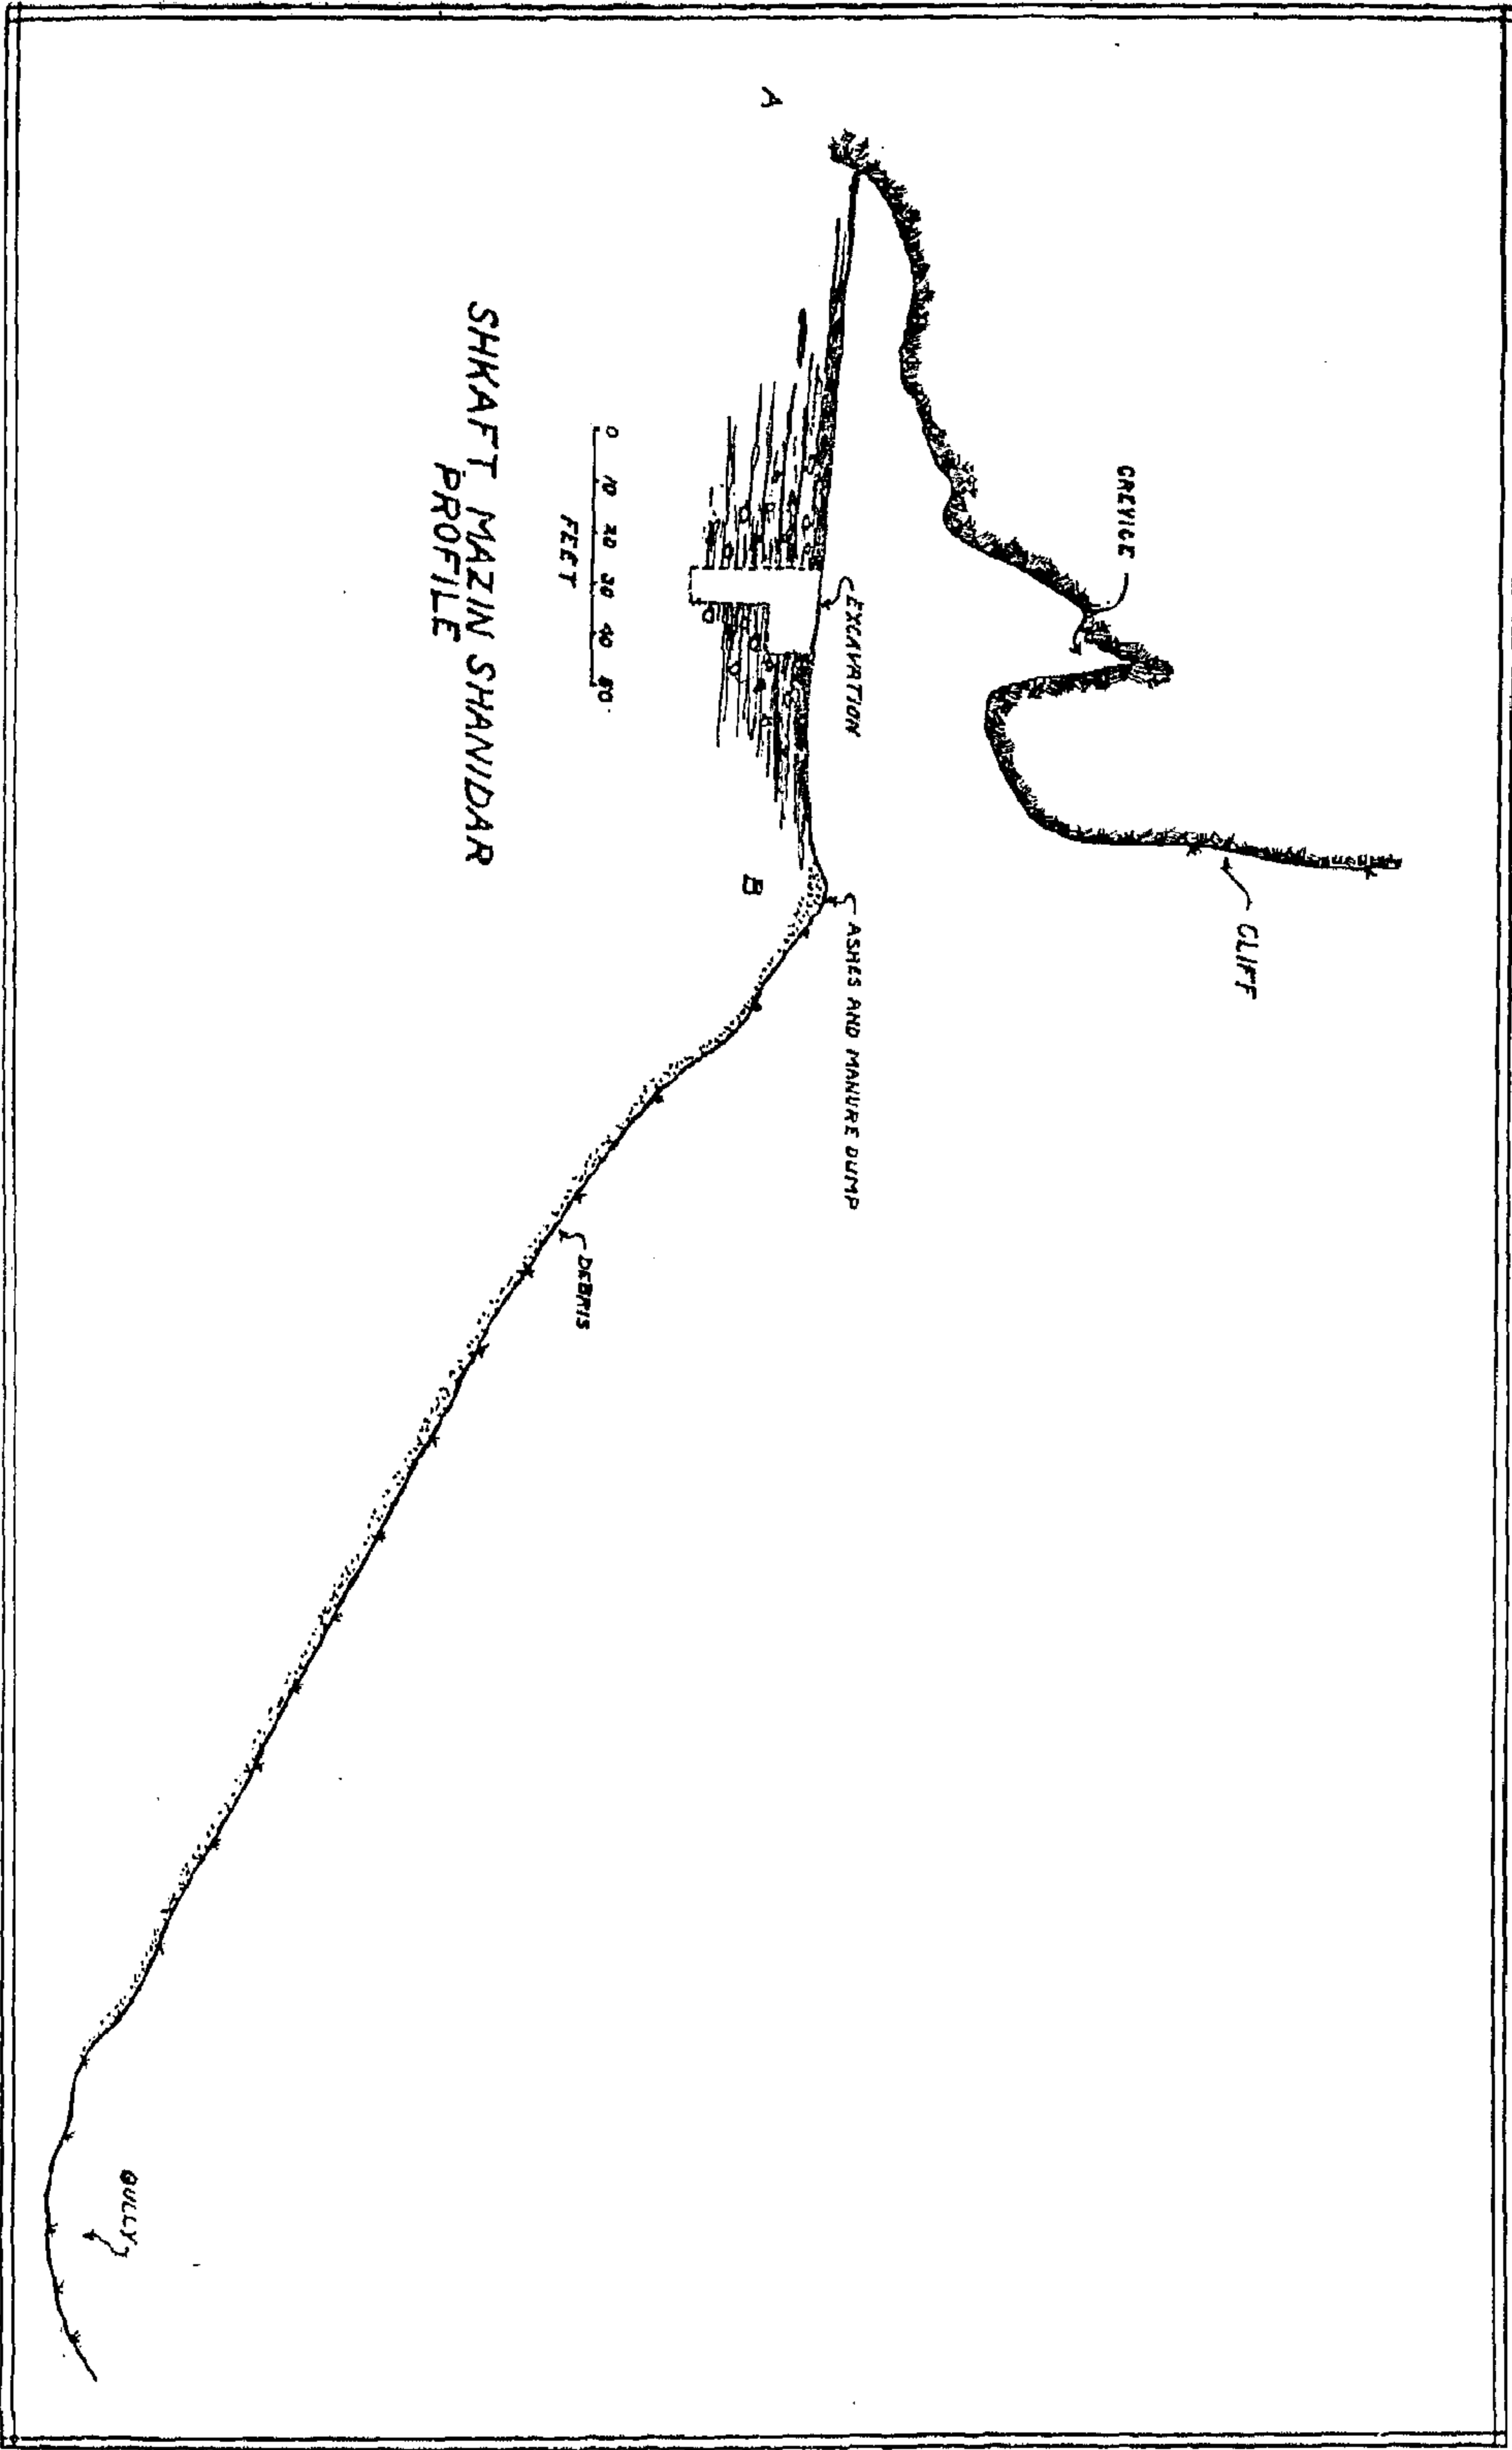 CREVICE
CLIFF
A
EXCAVATION
ASHES AND MANURE DUMP
B
0 10 20 30 40 50
FEET
DEBRIS
SHKAFT MAZIN SHANIDAR
PROFILE
GULLY